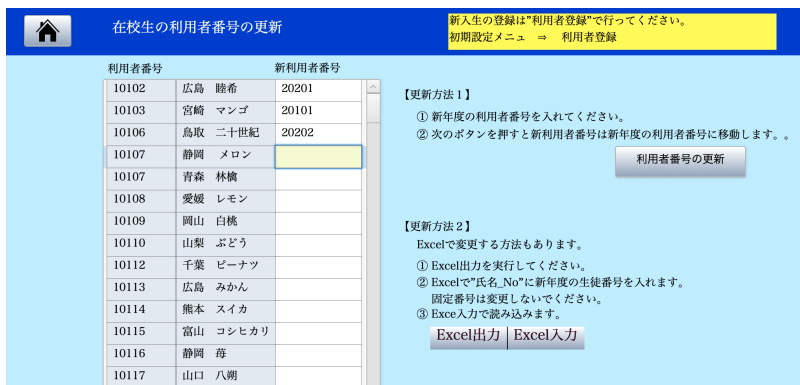 在校生の利用者番号の更新
新入生の登録は”利用者登録”で行ってください。
初期設定メニュ ⇒ 利用者登録
利用者番号 新利用者番号
10102 広島 睦希 20201
10103 宮崎 マンゴ 20101
10106 鳥取 二十世紀 20202
10107 静岡 メロン
10107 青森 林檎
10108 愛媛 レモン
10109 岡山 白桃
10110 山梨 ぶどう
10112 千葉 ピーナツ
10113 広島 みかん
10114 熊本 スイカ
10115 富山 コシヒカリ
10116 静岡 苺
10117 山口 八朔
【更新方法１】
① 新年度の利用者番号を入れてください。
② 次のボタンを押すと新利用者番号は新年度の利用者番号に移動します。。
利用者番号の更新
【更新方法２】
Excelで変更する方法もあります。
① Excel出力を実行してください。
② Excelで”氏名_No”に新年度の生徒番号を入れます。
固定番号は変更しないでください。
③ Exce入力で読み込みます。
Excel出力 Excel入力